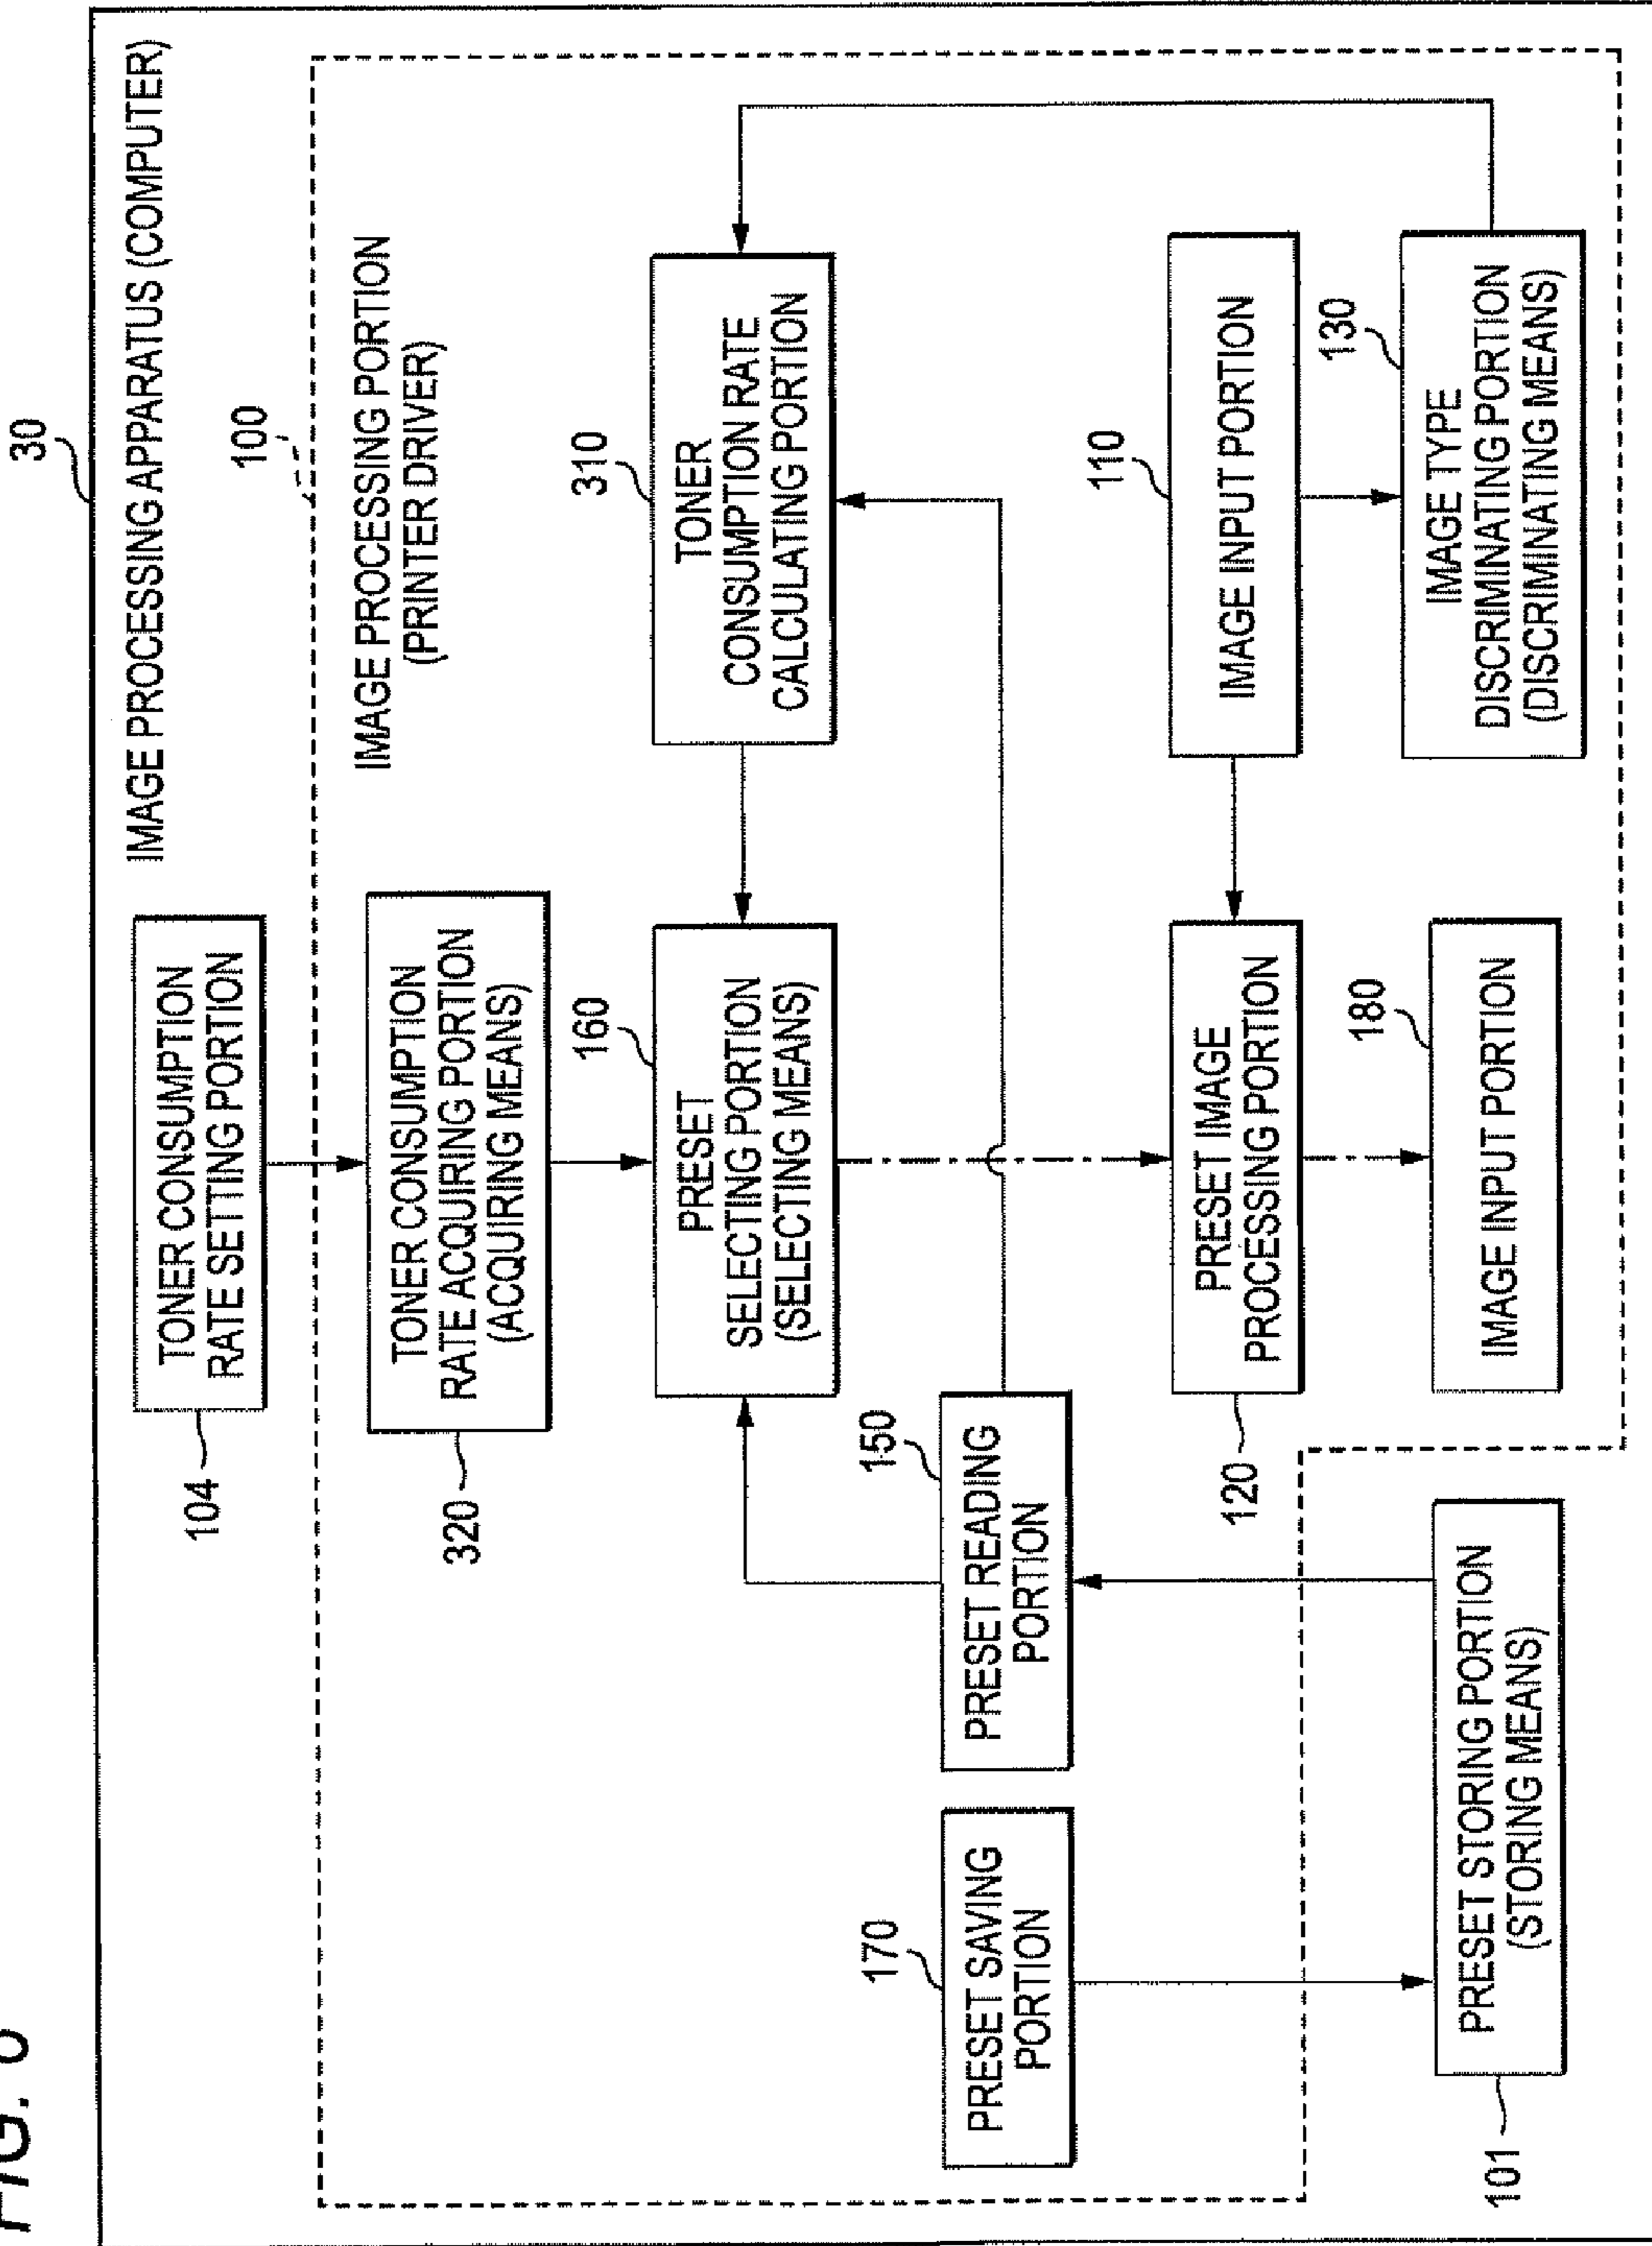 FIG.
30
IMAGE PROCESSING APPARATUS (COMPUTER)
TONER CONSUMPTION
RATE SETTING PORTION
104
100
IMAGE PROCESSING PORTION
(PRINTER DRIVER)
TONER CONSUMPTION
RATE ACQUIRING PORTION
(ACQUIRING MEANS)
320
160
PRESET
SELECTING PORTION
(SELECTING MEANS)
310
TONER
CONSUMPTION RATE
CALCULATING PORTION
170
PRESET SAVING
PORTION
150
PRESET READING
PORTION
120
PRESET IMAGE
PROCESSING PORTION
110
IMAGE INPUT PORTION
101
PRESET STORING PORTION
(STORING MEANS)
180
IMAGE INPUT PORTION
130
IMAGE TYPE
DISCRIMINATING PORTION
(DISCRIMINATING MEANS)